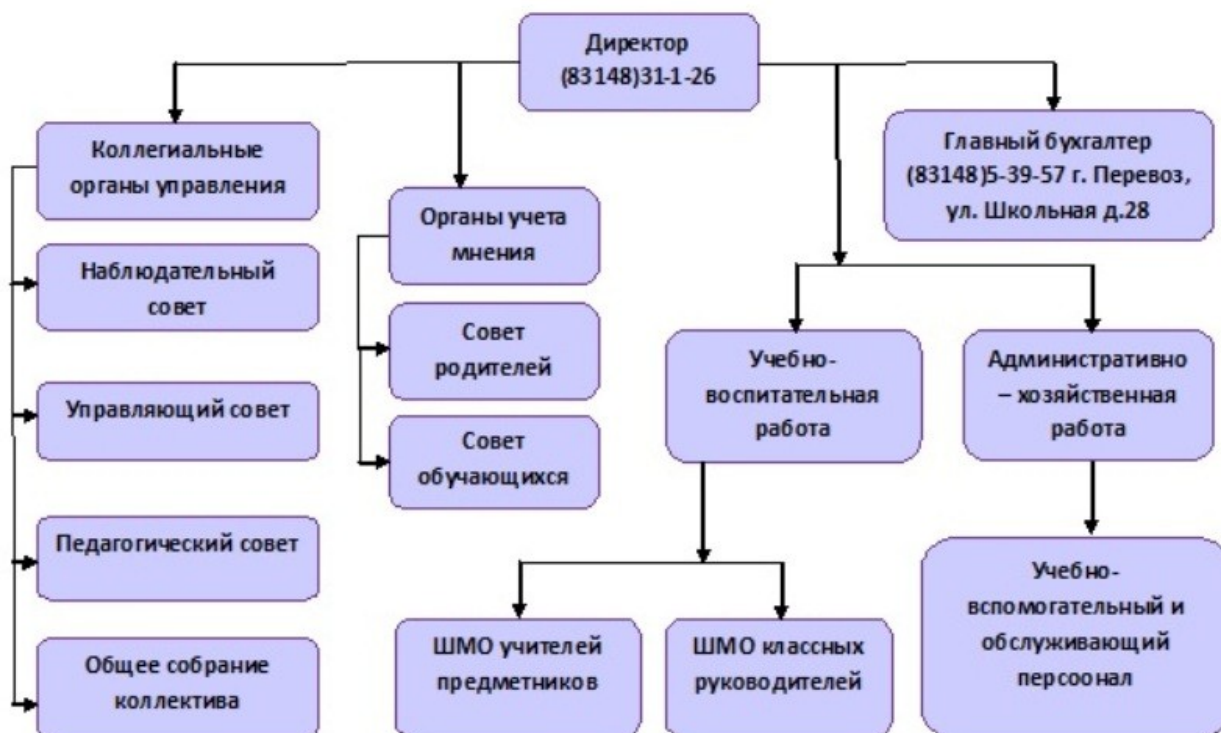 Директор
(83148)31-1-26
Коллегиальные
органы управления
Главный бухгалтер
(83148)5-39-57 г. Перевоз,
ул. Школьная д.28
Органы учета
мнения
Наблюдательный
совет
Совет
родителей
Учебно-
воспитательная
работа
Административно
– хозяйственная
работа
Управляющий совет
Совет
обучающихся
Педагогический совет
Учебно-
вспомогательный и
обслуживающий
персоонал
ШМО учителей
предметников
ШМО классных
руководителей
Общее собрание
коллектива